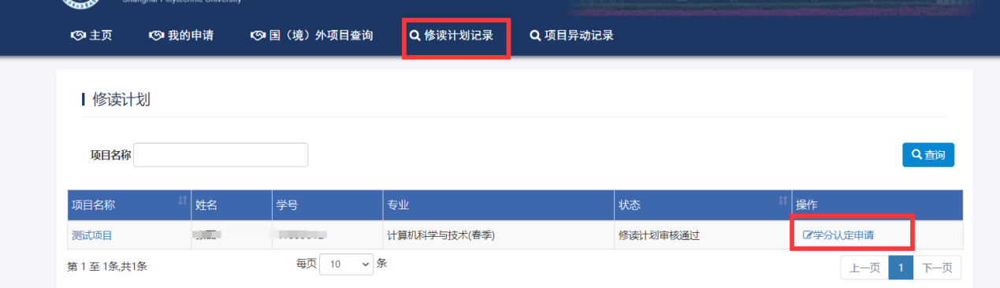 Shanghai Polytechnic University
主页 我的申请 国（境）外项目查询 修读计划记录 项目异动记录
修读计划
项目名称 查询
项目名称 姓名 学号 专业 状态 操作
测试项目 计算机科学与技术(春季) 修读计划审核通过 学分认定申请
第 1 至 1条,共1条 每页 10 条 上一页 1 下一页